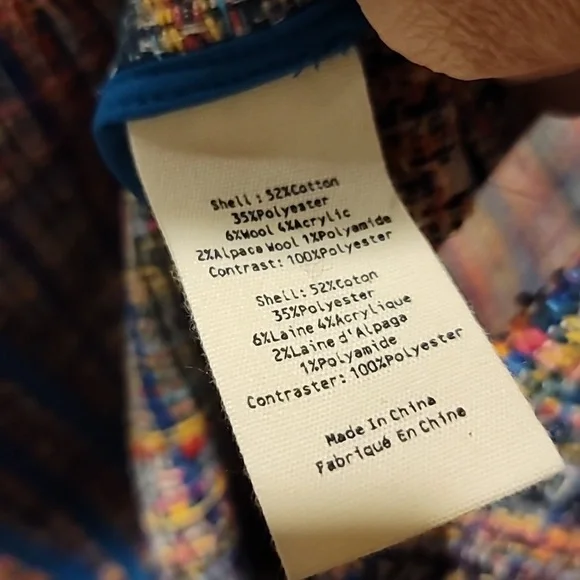 Shell: 52%Cotton
35%Polyester
6%Wool 4%Acrylic
2%Alpaca Wool 1%Polyamide
Contrast: 100%Polyester
Shell: 52%Coton
35%Polyester
6%Laine 4%Acrylique
2%Laine d'Alpaga
1%Polyamide
Contraster: 100%Polyester
Made In China
Fabriqué En Chine